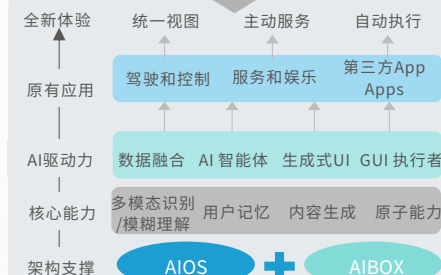 全新体验 统一视图 主动服务 自动执行
原有应用 驾驶和控制 服务和娱乐 第三方App
Apps
AI驱动力 数据融合 AI 智能体 生成式UI GUI 执行者
核心能力 多模态识别
/模糊理解 用户记忆 内容生成 原子能力
架构支撑 AIOS AIBOX